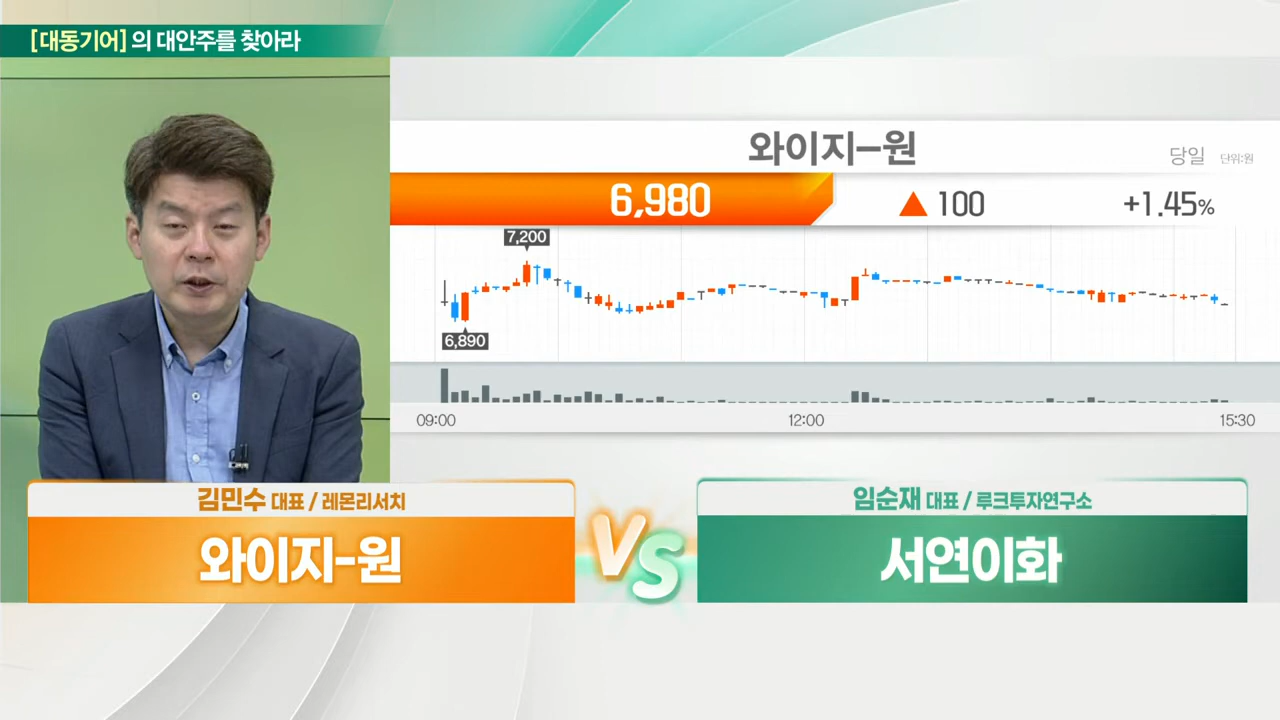 [대동기어]의 대안주를 찾아라
와이지-원
당일 단위:원
6,980 ▲ 100 +1.45%
7,200
6,890
09:00 12:00 15:30
김민수 대표 / 레몬리서치
와이지-원
VS
임순재 대표 / 루크투자연구소
서연이화